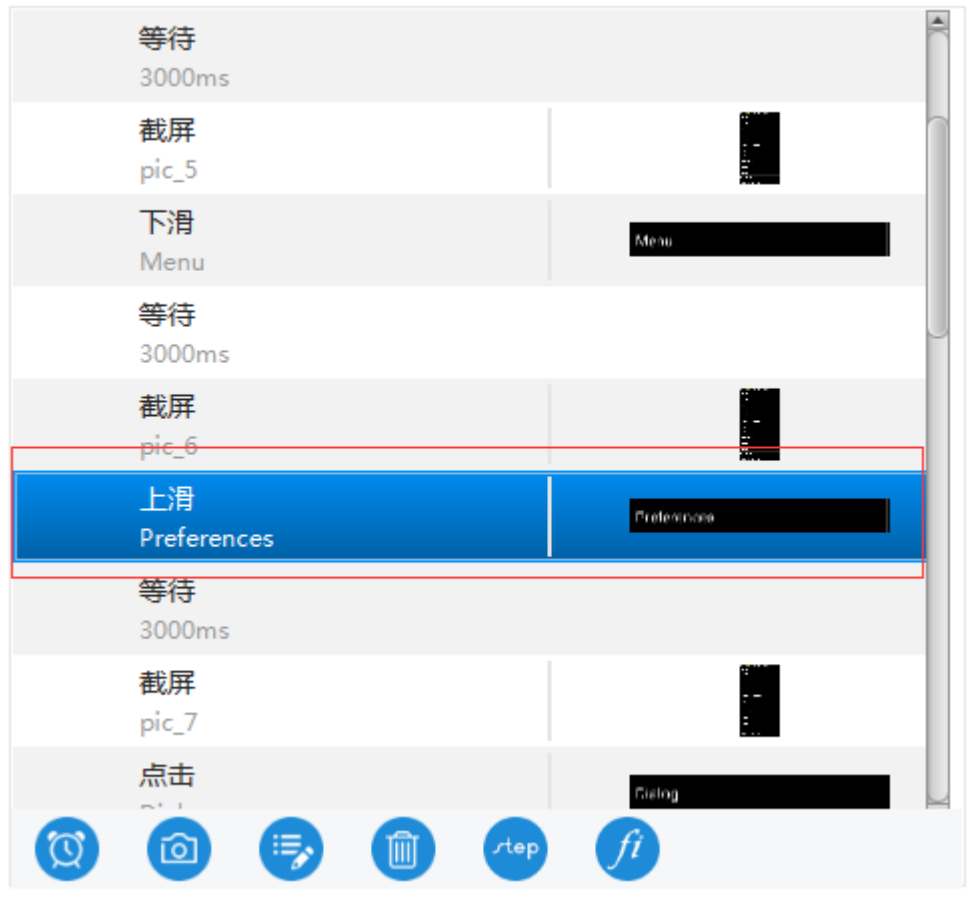 等待
3000ms
截屏
pic_5
下滑
Menu
Menu
等待
3000ms
截屏
pic_6
上滑
Preferences
Preferences
等待
3000ms
截屏
pic_7
点击
Dialog
step
fi